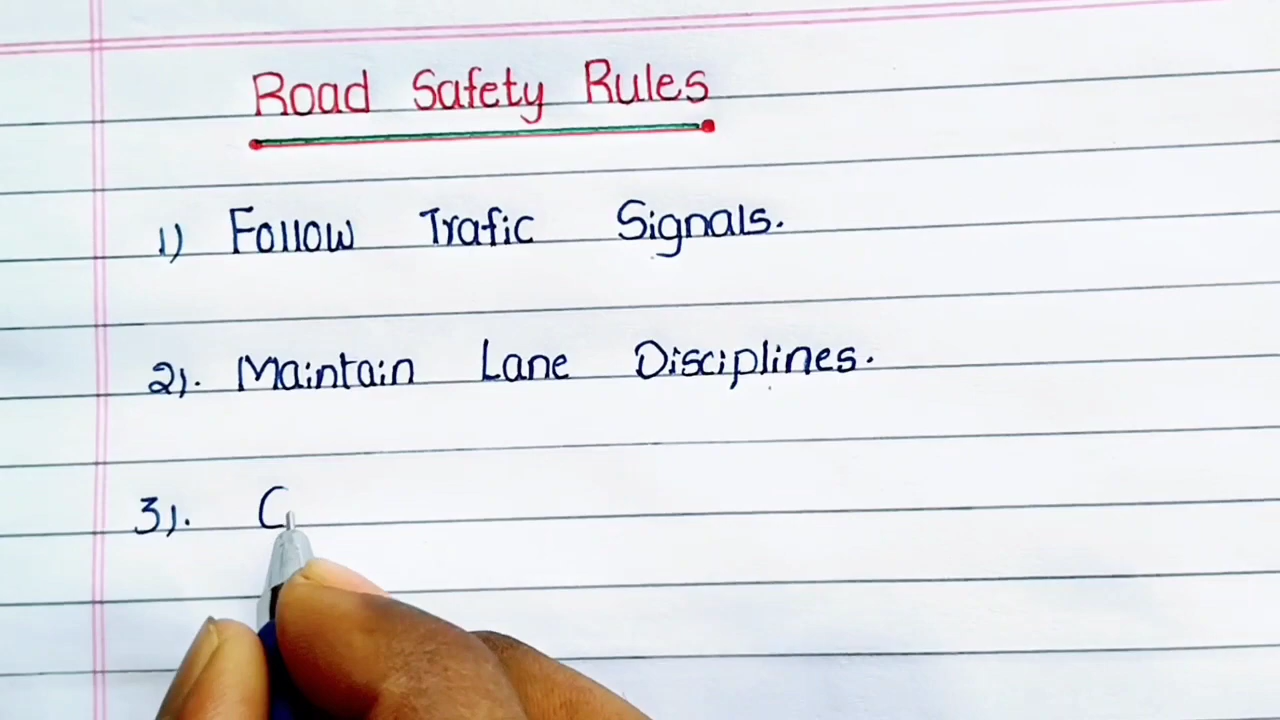 Road Safety Rules
1) Follow Trafic Signals.
2). Maintain Lane Disciplines.
3). C